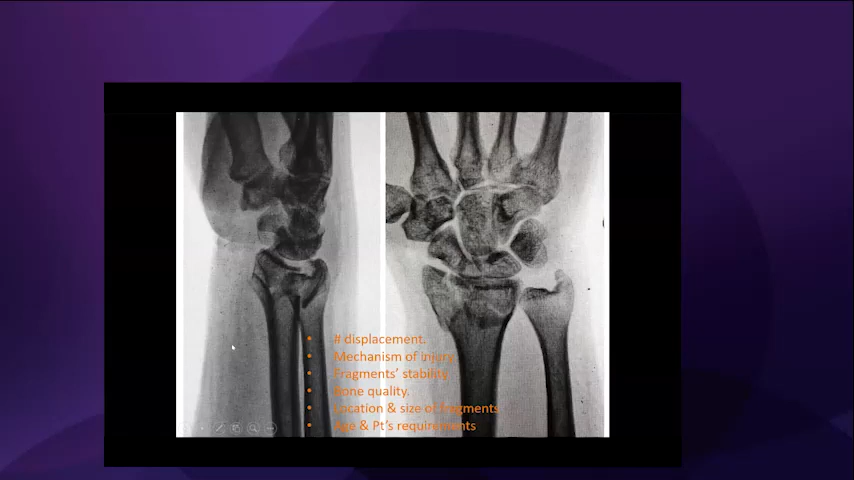 • # displacement.
• Mechanism of injury.
• Fragments' stability.
• Bone quality.
• Location & size of fragments
• Age & Pt's requirements